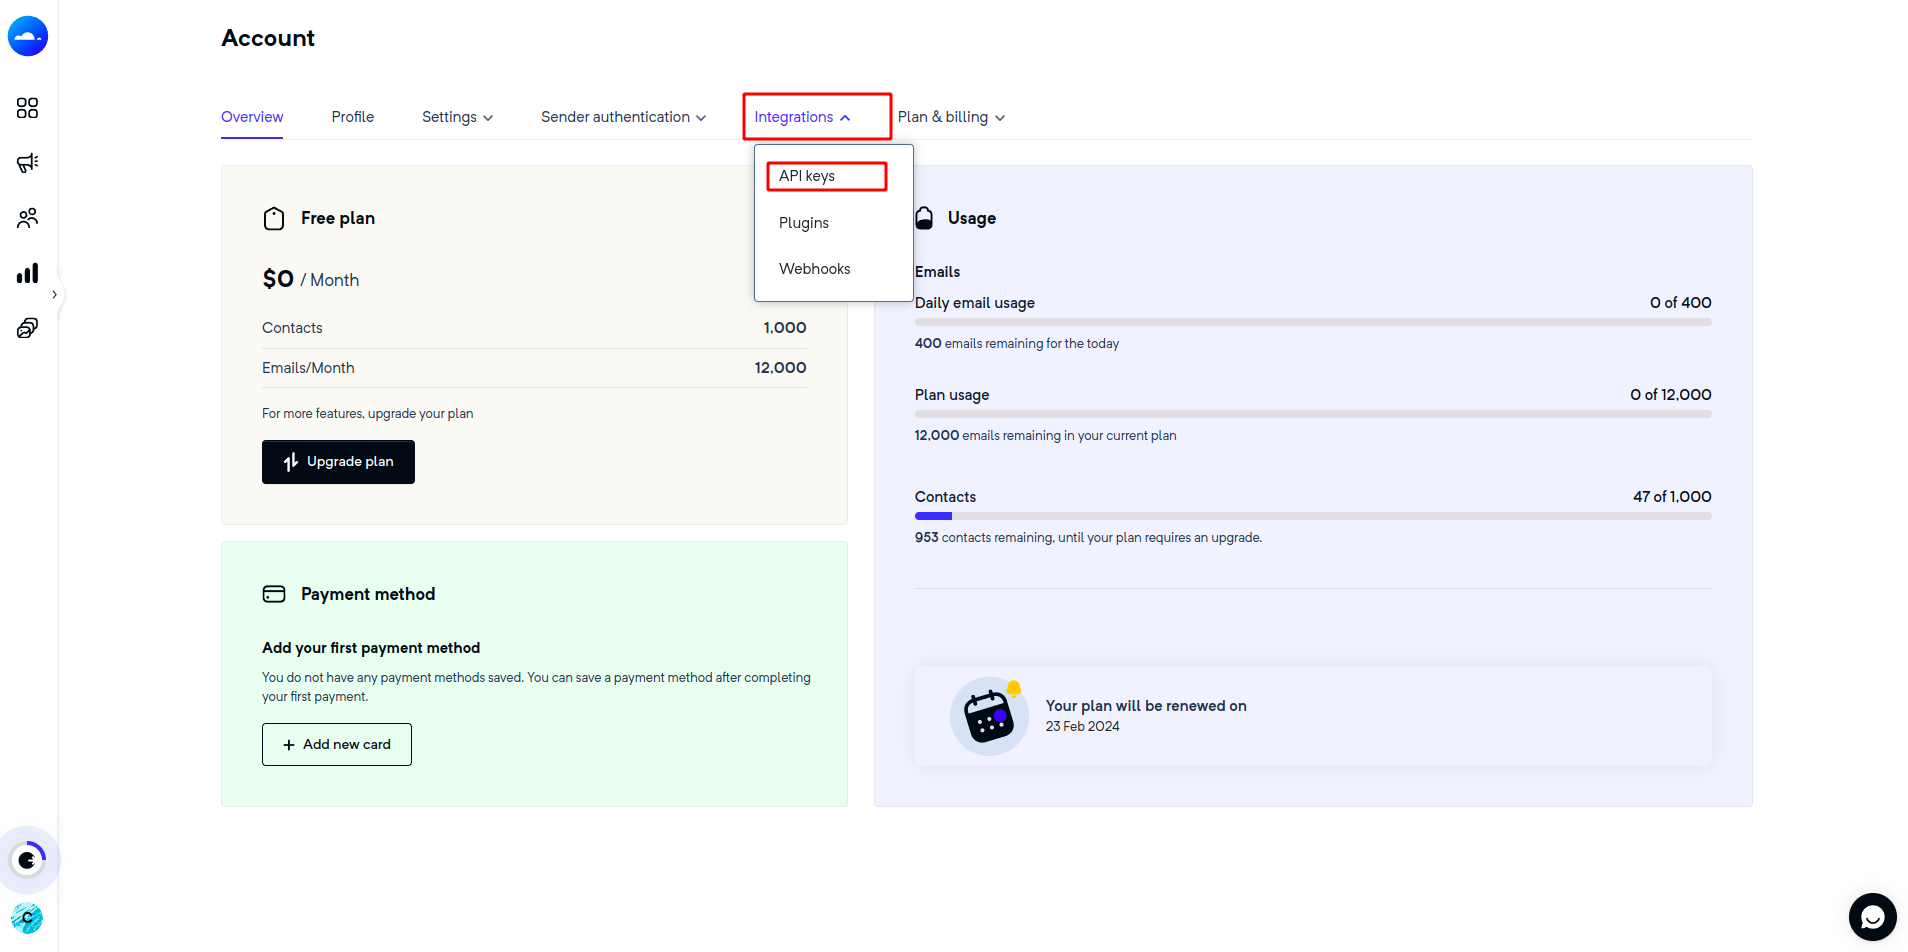 Account
Overview
Profile
Settings
Sender authentication
Integrations
Plan & billing
API keys
Plugins
Webhooks
Free plan
$0 / Month
Contacts 1,000
Emails/Month 12,000
For more features, upgrade your plan
Upgrade plan
Payment method
Add your first payment method
You do not have any payment methods saved. You can save a payment method after completing
your first payment.
+ Add new card
Usage
Emails
Daily email usage 0 of 400
400 emails remaining for the today
Plan usage 0 of 12,000
12,000 emails remaining in your current plan
Contacts 47 of 1,000
953 contacts remaining, until your plan requires an upgrade.
Your plan will be renewed on
23 Feb 2024
C